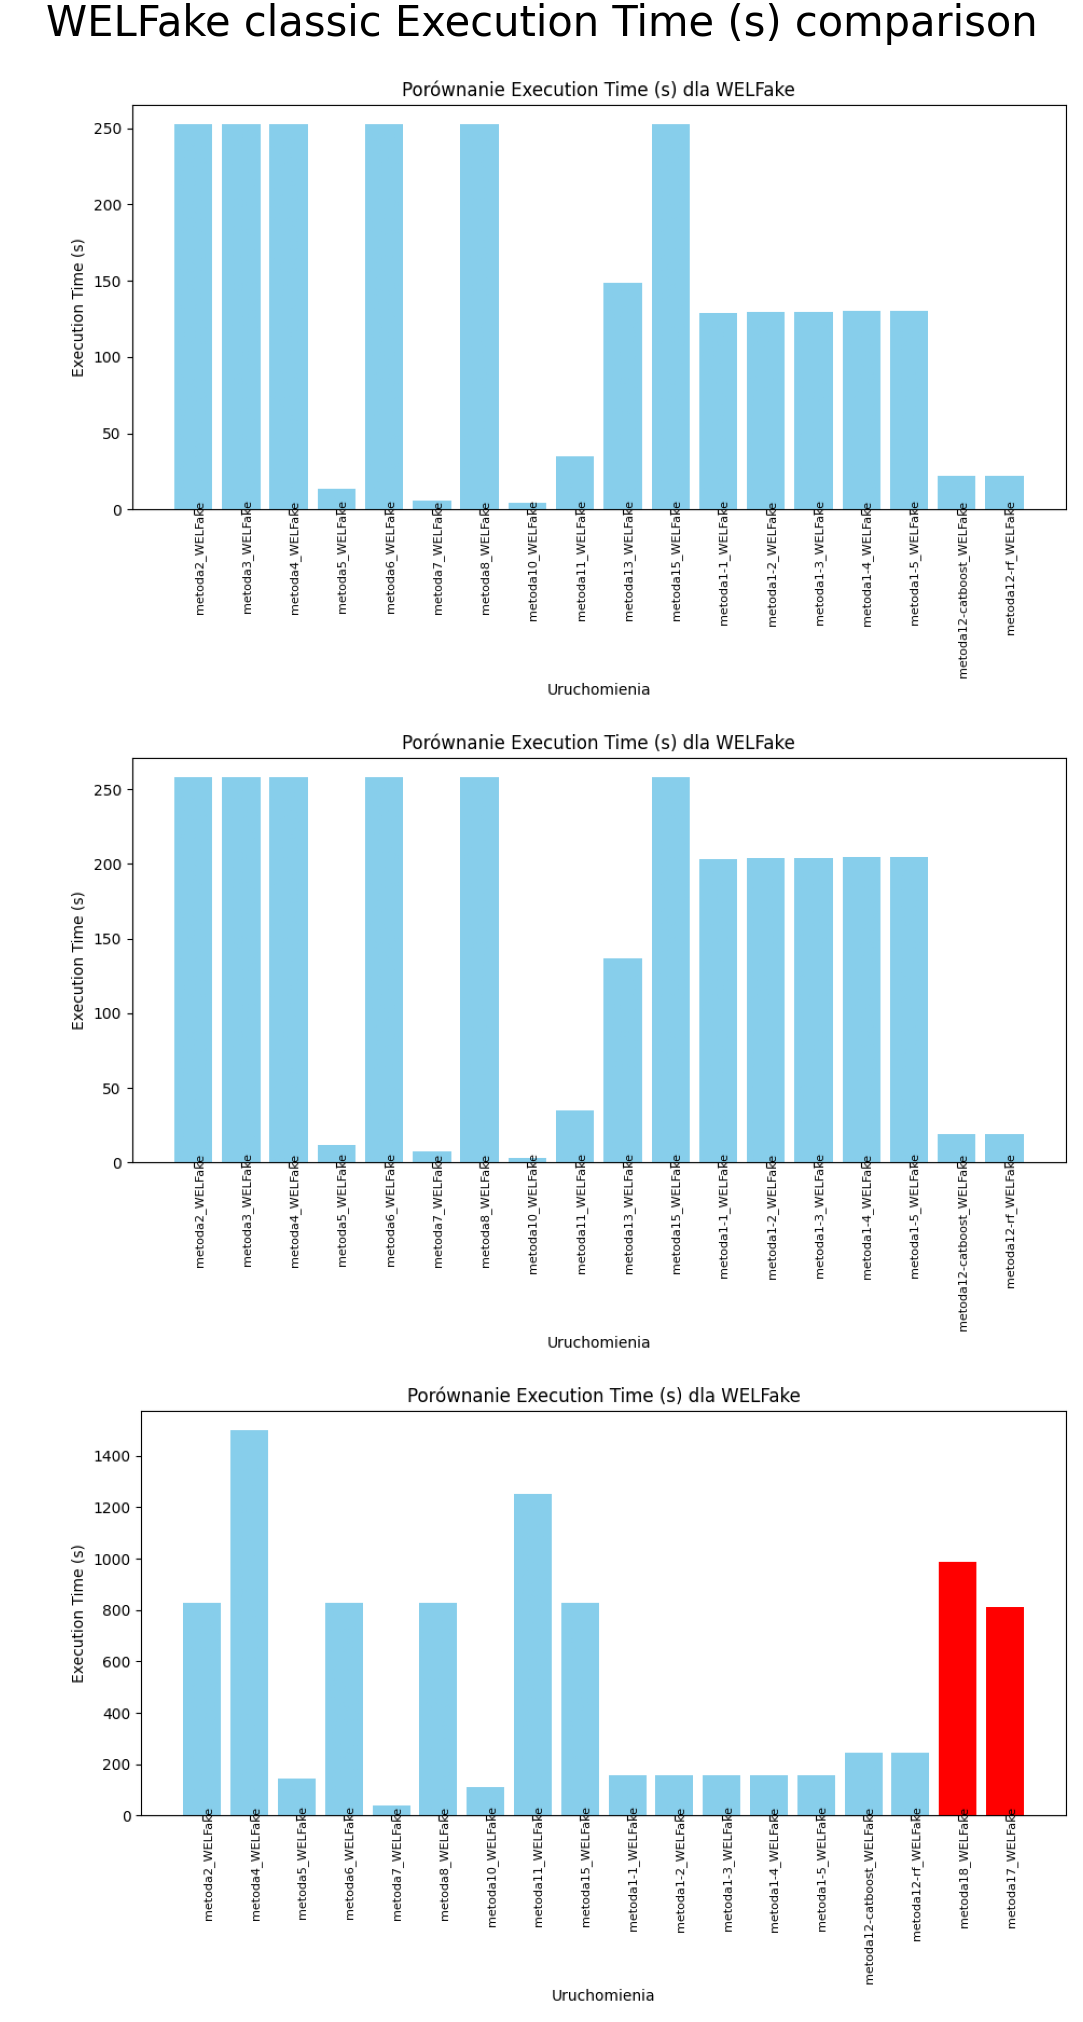 WELFake classic Execution Time (s) comparison
Porównanie Execution Time (s) dla WELFake
Execution Time (s)
250
200
150
100
50
0
metoda2_WELFake
metoda3_WELFake
metoda4_WELFake
metoda5_WELFake
metoda6_WELFake
metoda7_WELFake
metoda8_WELFake
metoda10_WELFake
metoda11_WELFake
metoda13_WELFake
metoda15_WELFake
metoda1-1_WELFake
metoda1-2_WELFake
metoda1-3_WELFake
metoda1-4_WELFake
metoda1-5_WELFake
metoda12-catboost_WELFake
metoda12-rf_WELFake
Uruchomienia
Porównanie Execution Time (s) dla WELFake
Execution Time (s)
250
200
150
100
50
0
metoda2_WELFake
metoda3_WELFake
metoda4_WELFake
metoda5_WELFake
metoda6_WELFake
metoda7_WELFake
metoda8_WELFake
metoda10_WELFake
metoda11_WELFake
metoda13_WELFake
metoda15_WELFake
metoda1-1_WELFake
metoda1-2_WELFake
metoda1-3_WELFake
metoda1-4_WELFake
metoda1-5_WELFake
metoda12-catboost_WELFake
metoda12-rf_WELFake
Uruchomienia
Porównanie Execution Time (s) dla WELFake
Execution Time (s)
1400
1200
1000
800
600
400
200
0
metoda2_WELFake
metoda4_WELFake
metoda5_WELFake
metoda6_WELFake
metoda7_WELFake
metoda8_WELFake
metoda10_WELFake
metoda11_WELFake
metoda15_WELFake
metoda1-1_WELFake
metoda1-2_WELFake
metoda1-3_WELFake
metoda1-4_WELFake
metoda1-5_WELFake
metoda12-catboost_WELFake
metoda12-rf_WELFake
metoda18_WELFake
metoda17_WELFake
Uruchomienia